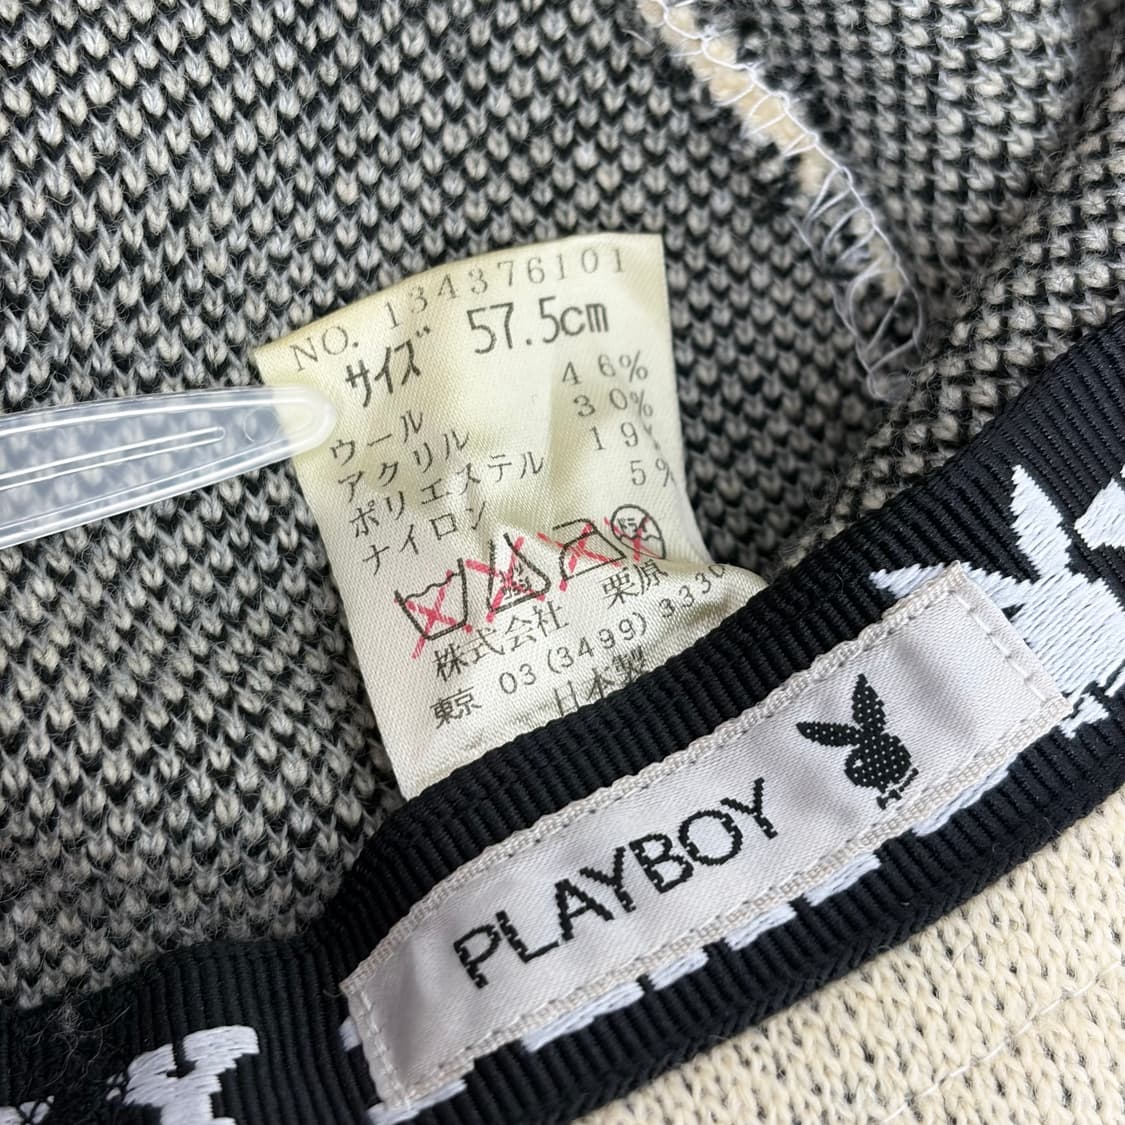 NO. 134376101
サイズ 57.5cm
ウール 46%
アクリル 30%
ポリエステル 19%
ナイロン 5%
株式会社 栗原
東京 03(3499)3330
日本製
PLAYBOY